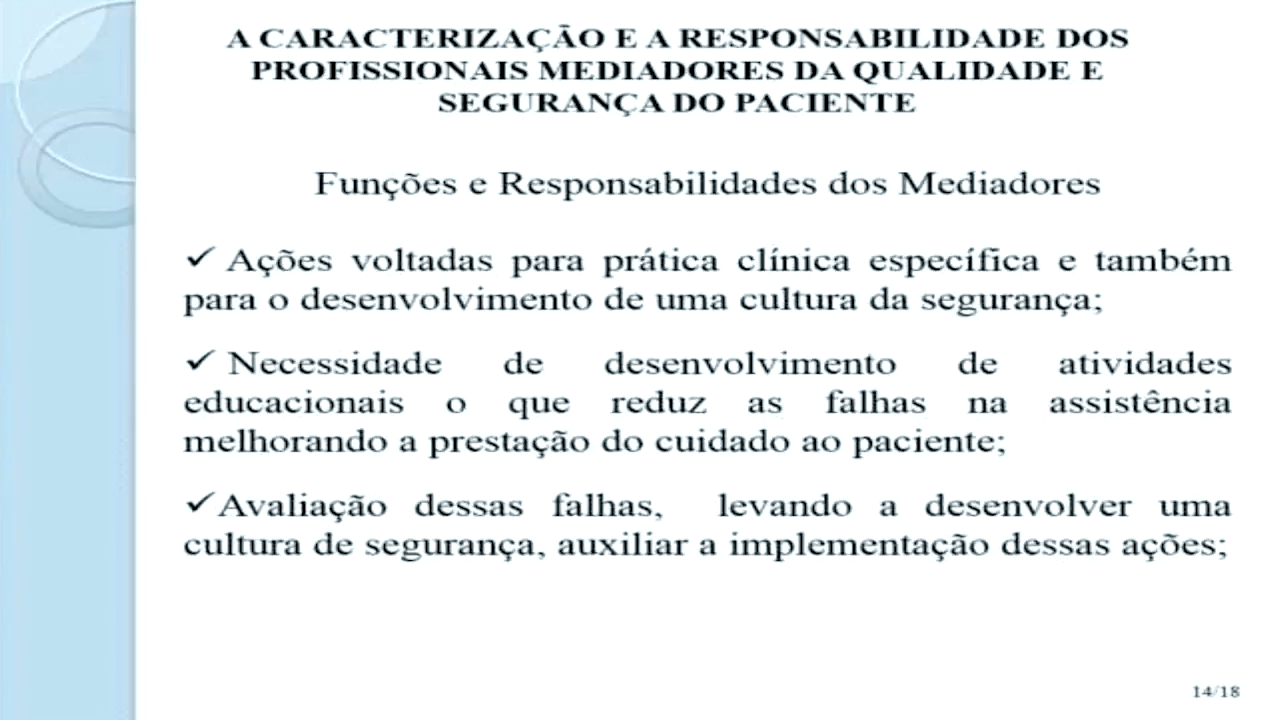 A CARACTERIZAÇÃO E A RESPONSABILIDADE DOS
PROFISSIONAIS MEDIADORES DA QUALIDADE E
SEGURANÇA DO PACIENTE
Funções e Responsabilidades dos Mediadores
✓ Ações voltadas para prática clínica específica e também
para o desenvolvimento de uma cultura da segurança;
✓ Necessidade de desenvolvimento de atividades
educacionais o que reduz as falhas na assistência
melhorando a prestação do cuidado ao paciente;
✓Avaliação dessas falhas, levando a desenvolver uma
cultura de segurança, auxiliar a implementação dessas ações;
14/18